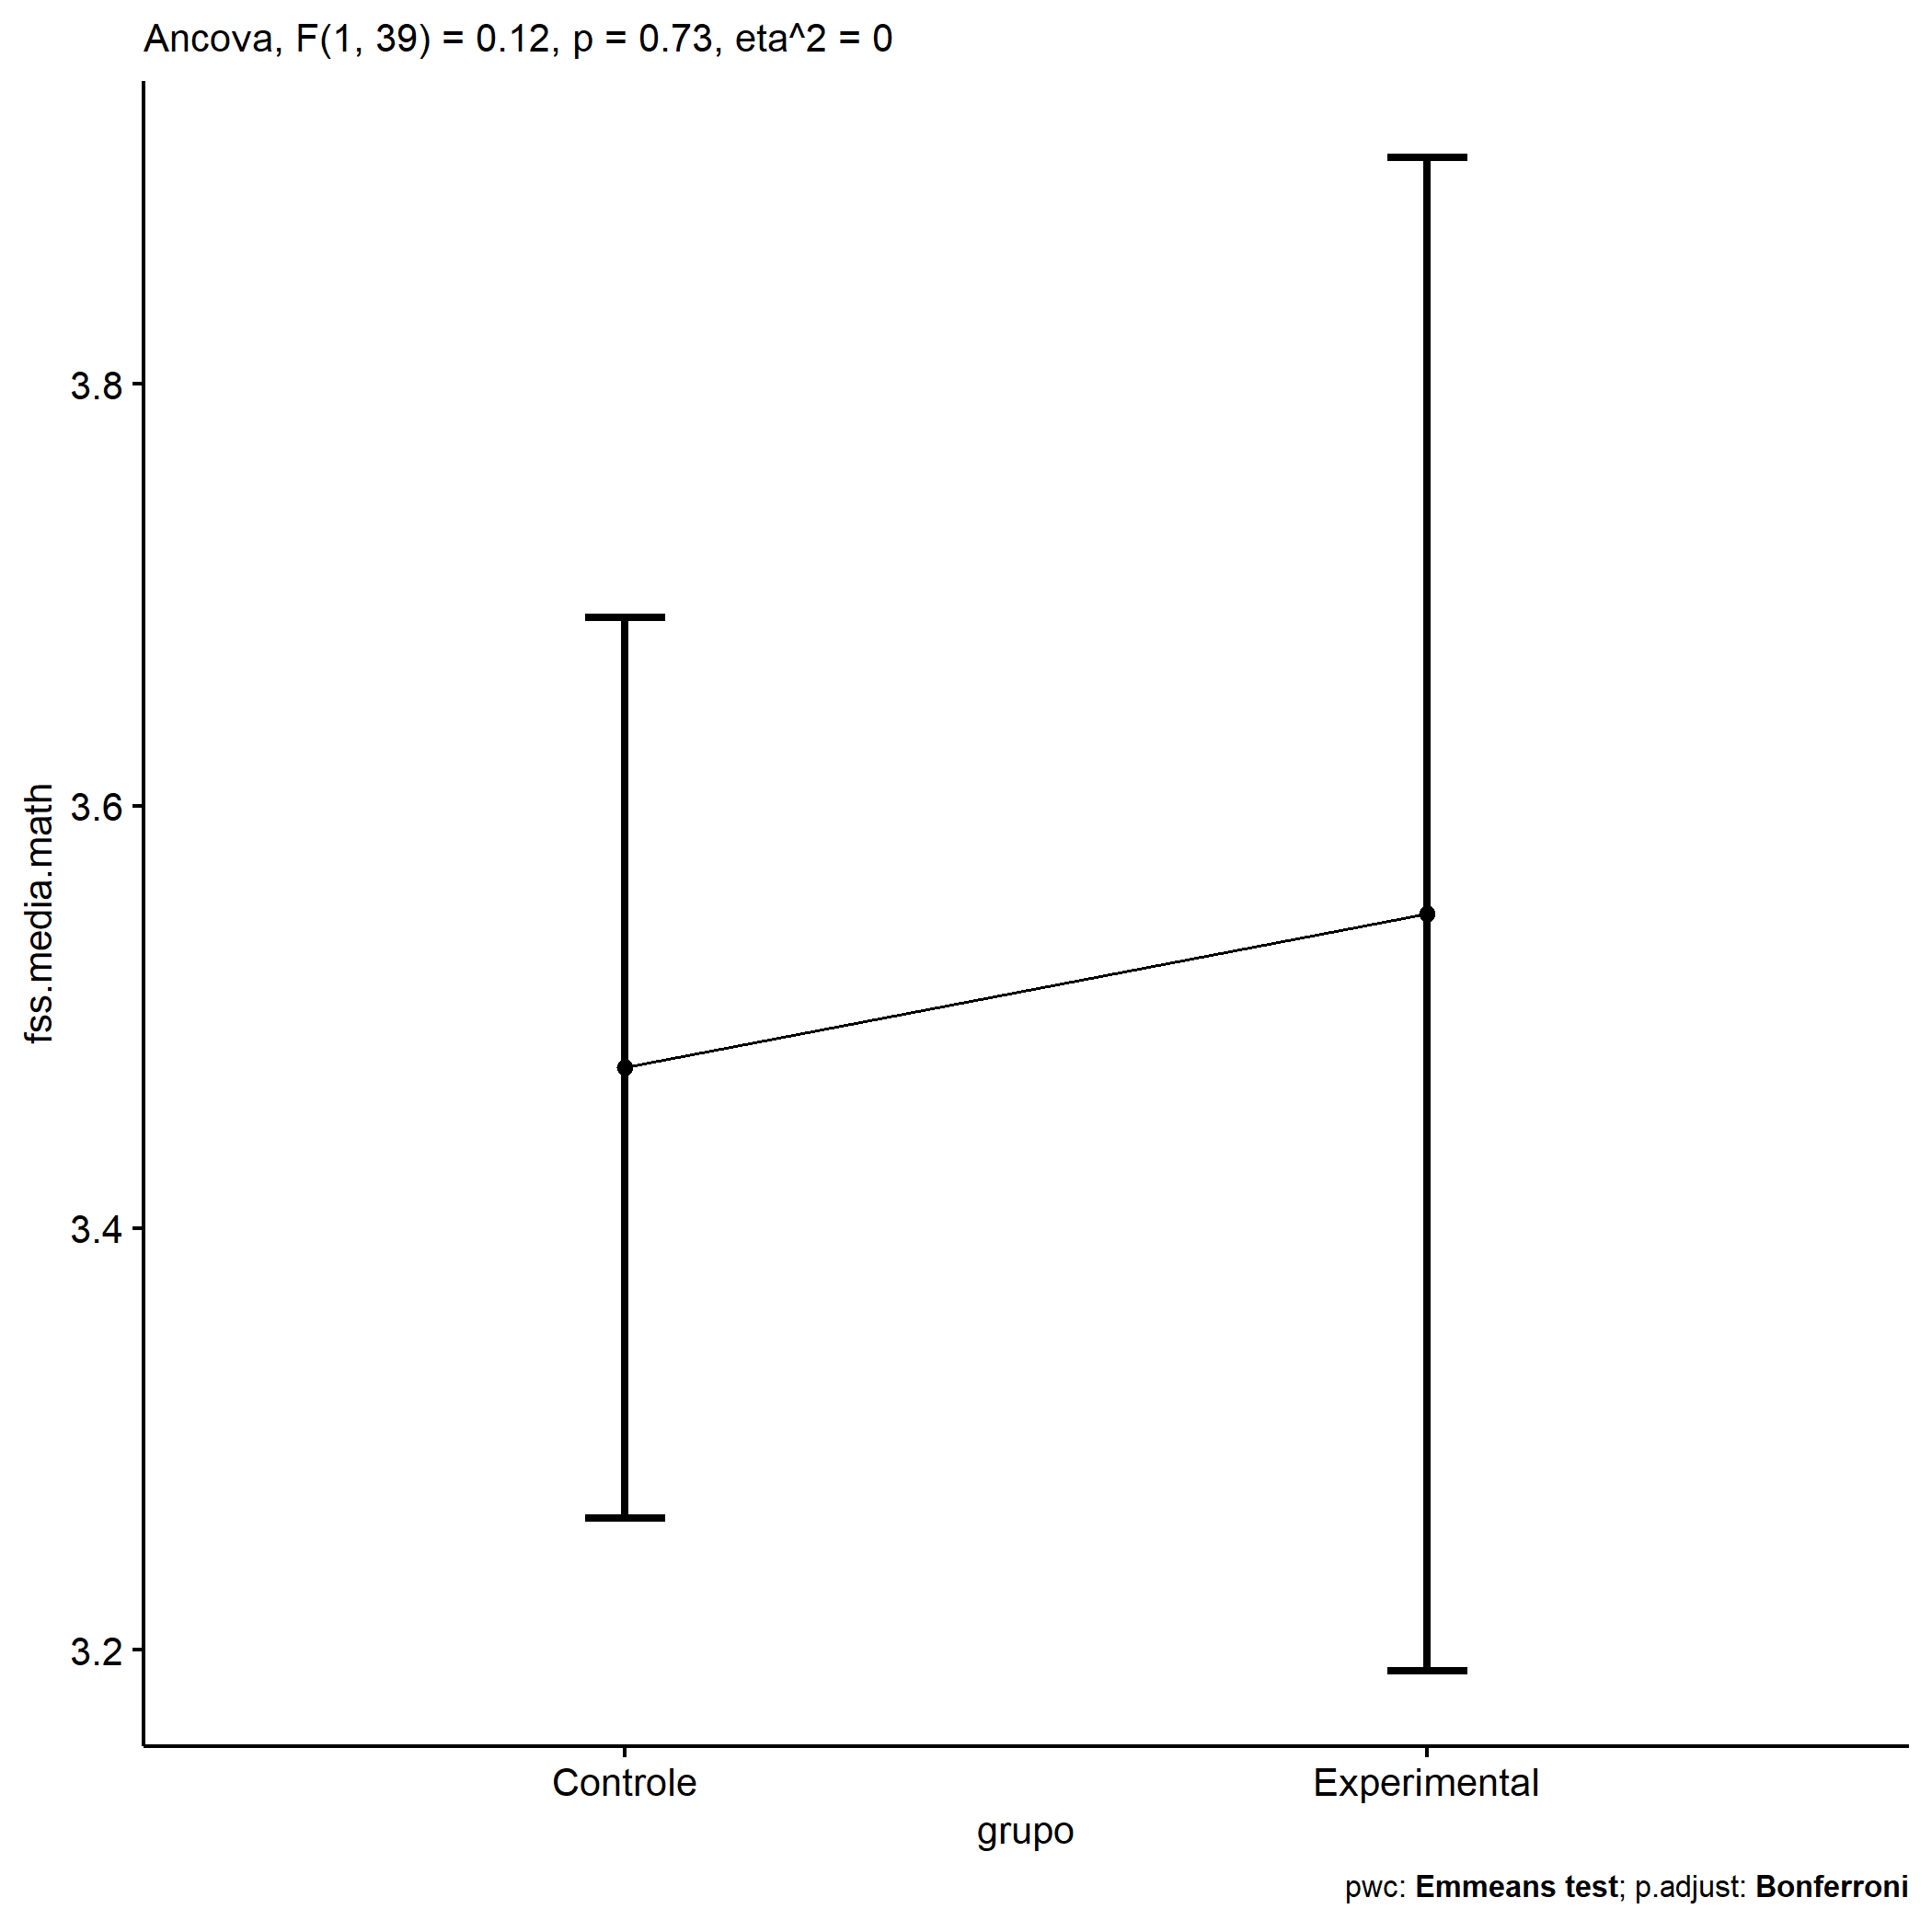 Ancova, F(1, 39) = 0.12, p = 0.73, eta^2 = 0
fss.media.math
3.8
3.6
3.4
3.2
Controle
Experimental
grupo
pwc: Emmeans test; p.adjust: Bonferroni